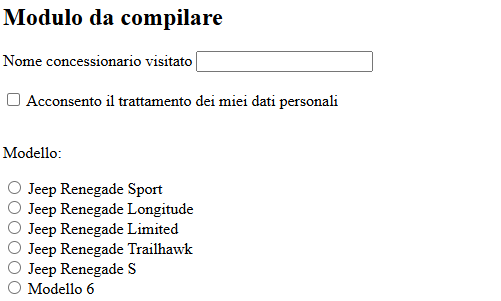 Modulo da compilare
Nome concessionario visitato
Acconsento il trattamento dei miei dati personali
Modello:
Jeep Renegade Sport
Jeep Renegade Longitude
Jeep Renegade Limited
Jeep Renegade Trailhawk
Jeep Renegade S
Modello 6